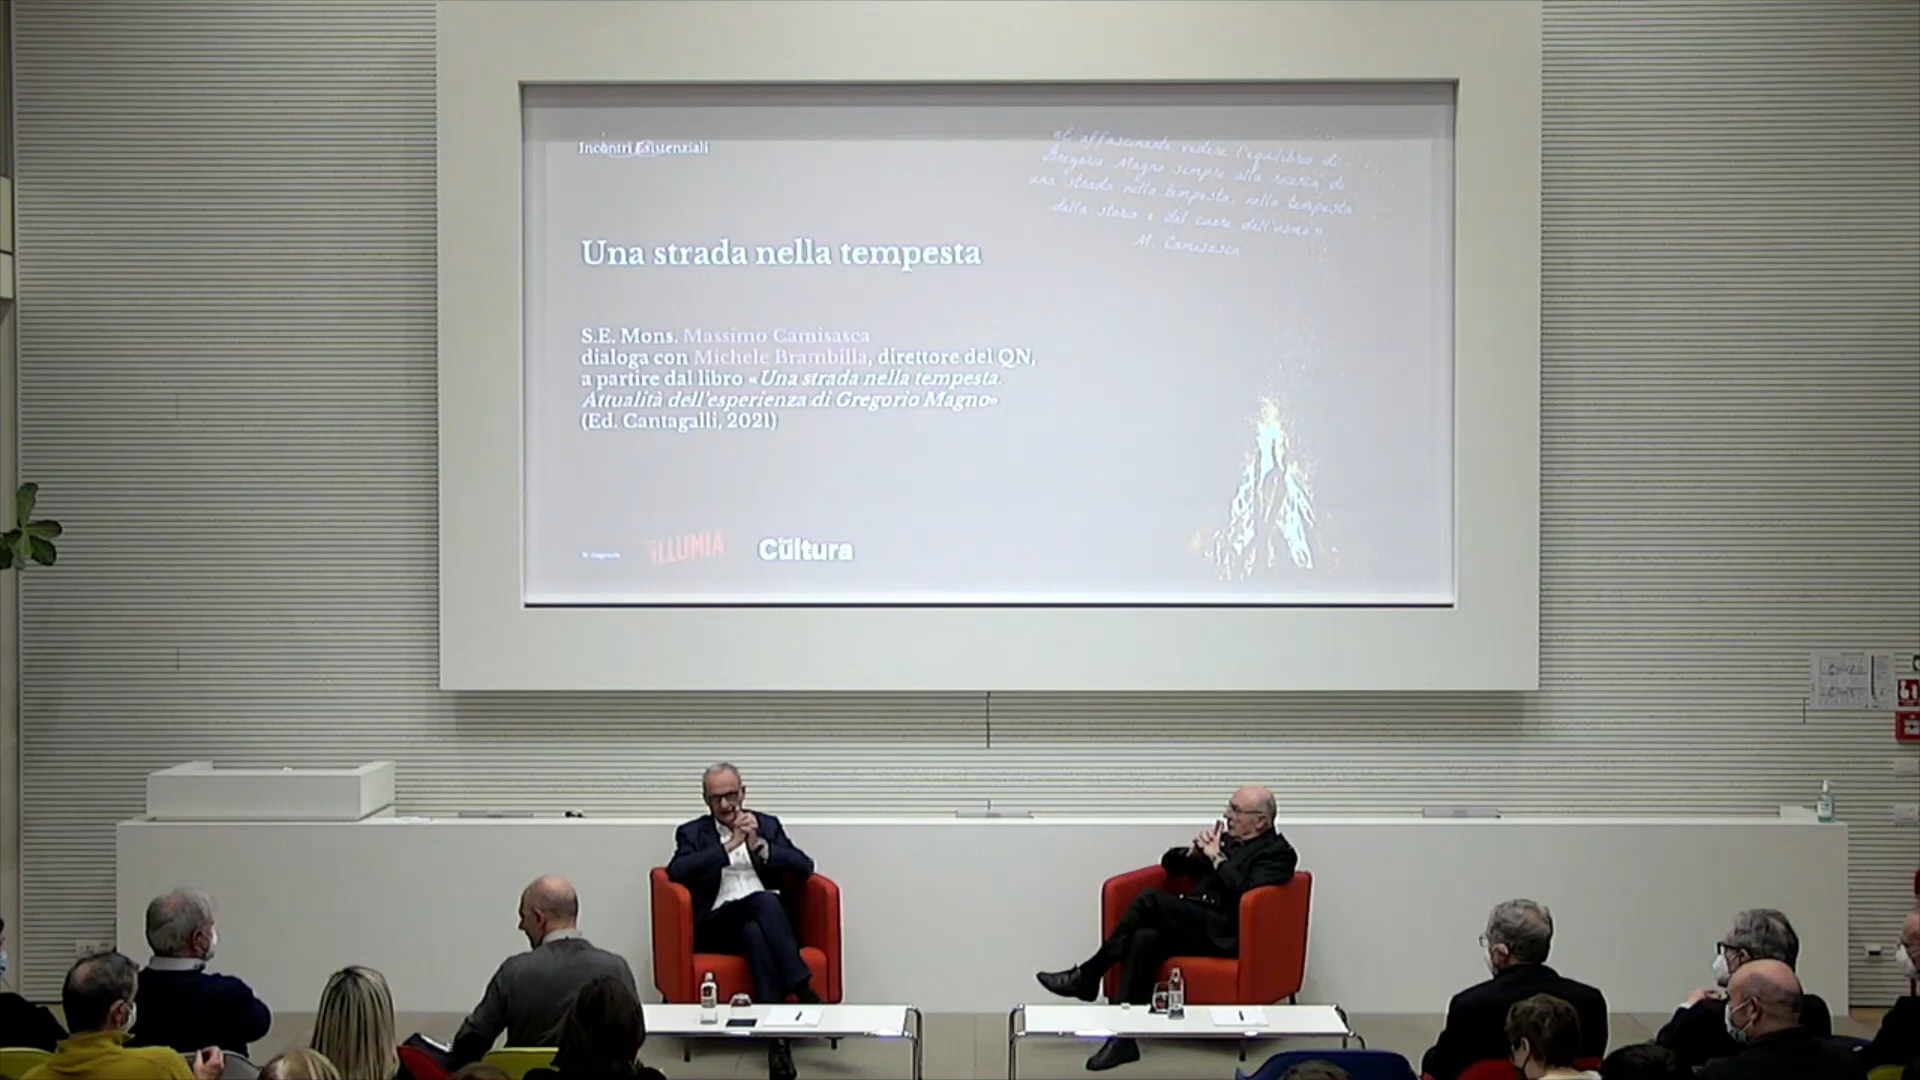 Incontri Esistenziali
«È affascinante vedere l'equilibrio di
Gregorio Magno sempre alla ricerca di
una strada nella tempesta, nella tempesta
della storia e del cuore dell'uomo»
M. Camisasca
Una strada nella tempesta
S.E. Mons. Massimo Camisasca
dialoga con Michele Brambilla, direttore del QN,
a partire dal libro «Una strada nella tempesta.
Attualità dell'esperienza di Gregorio Magno»
(Ed. Cantagalli, 2021)
iLLUMIA
Cultura